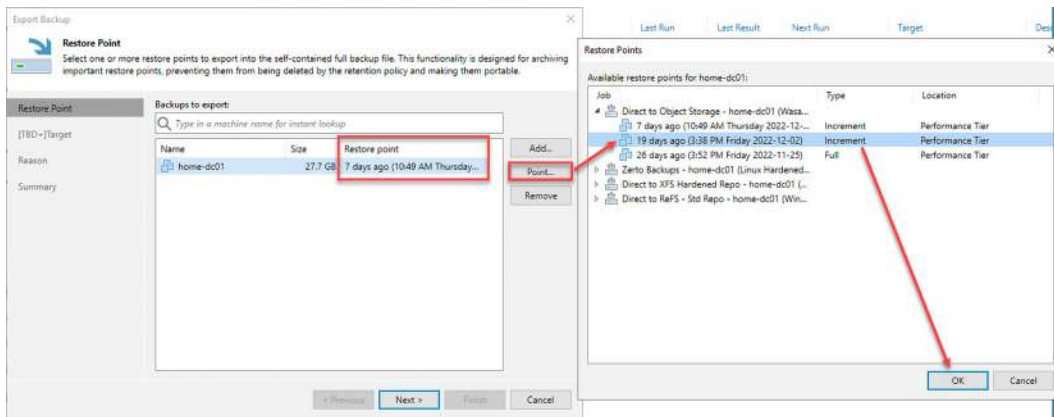 Export Backup
Restore Point
Select one or more restore points to export into the self-contained full backup file. This functionality is designed for archiving
important restore points, preventing them from being deleted by the retention policy and making them portable.
Restore Point
[TBD+]Target
Reason
Summary
Backups to export:
Type in a machine name for instant lookup
Name Size Restore point
home-dc01 27.7 GB 7 days ago (10:49 AM Thursday...
Add...
Point...
Remove
< Previous Next > Finish Cancel
Last Run Last Result Next Run Target
Restore Points
Available restore points for home-dc01:
Job Type Location
Direct to Object Storage - home-dc01 (Wasa...
7 days ago (10:49 AM Thursday 2022-12-... Increment Performance Tier
19 days ago (3:38 PM Friday 2022-12-02) Increment Performance Tier
26 days ago (3:52 PM Friday 2022-11-25) Full Performance Tier
Zerto Backups - home-dc01 (Linux Hardened...
Direct to XFS Hardened Repo - home-dc01 (...
Direct to ReFS - Std Repo - home-dc01 (Win...
OK Cancel